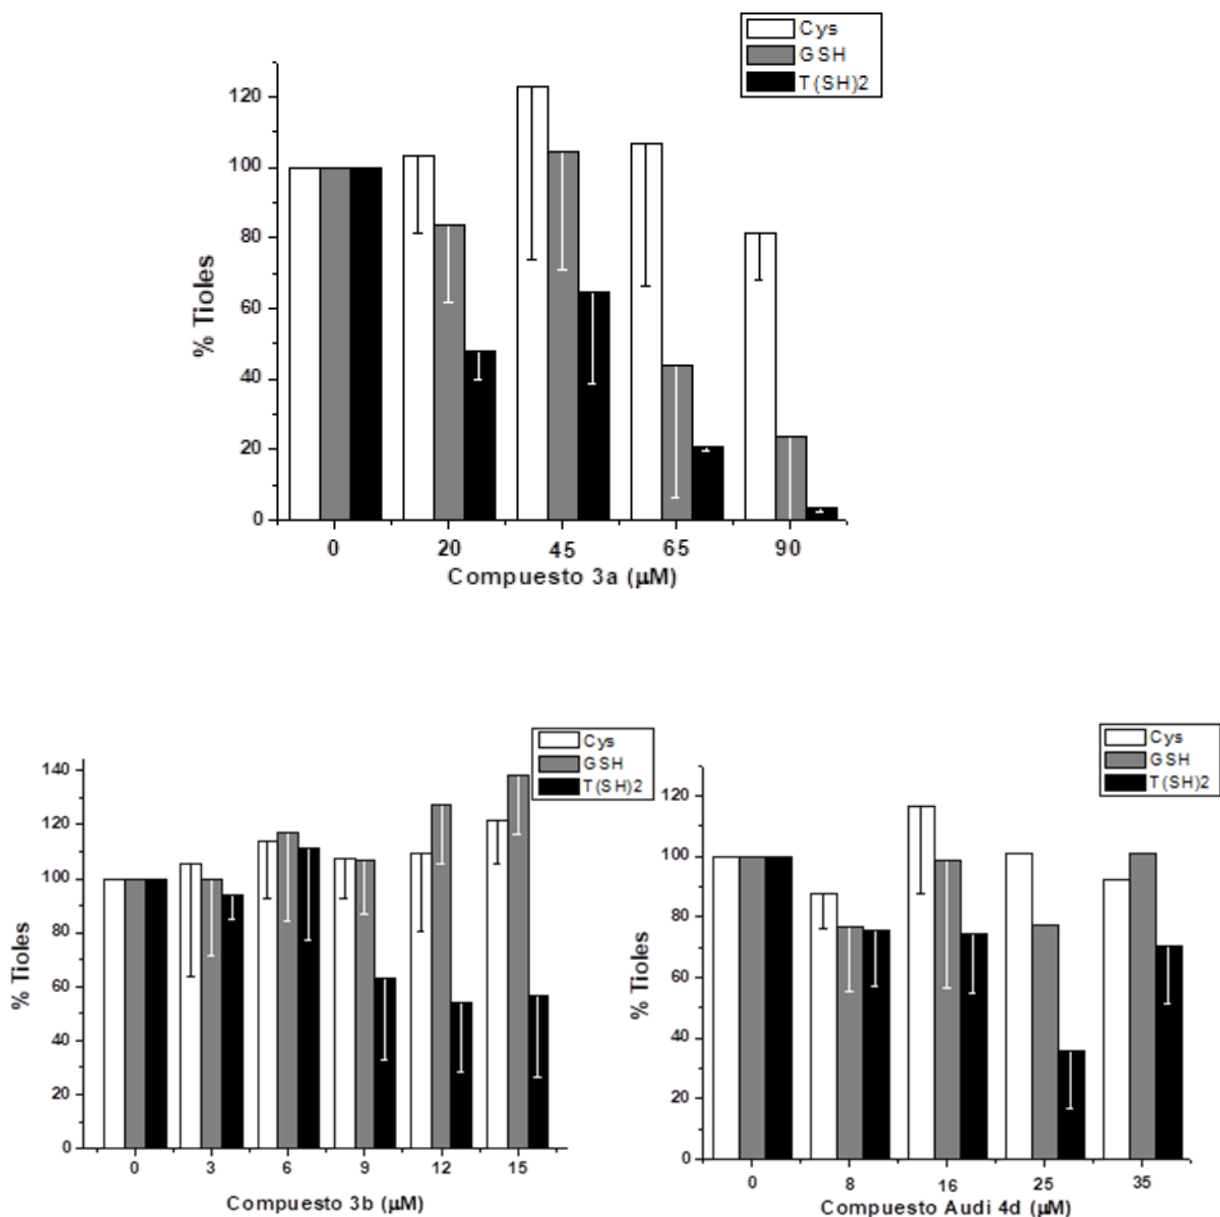 Cys
GSH
T(SH)2
120
100
80
60
40
20
0
% Tioles
0 20 45 65 90
Compuesto 3a (μM)
Cys
GSH
T(SH)2
140
120
100
80
60
40
20
0
% Tioles
0 3 6 9 12 15
Compuesto 3b (μM)
Cys
GSH
T(SH)2
120
100
80
60
40
20
0
% Tioles
0 8 16 25 35
Compuesto Audi 4d (μM)